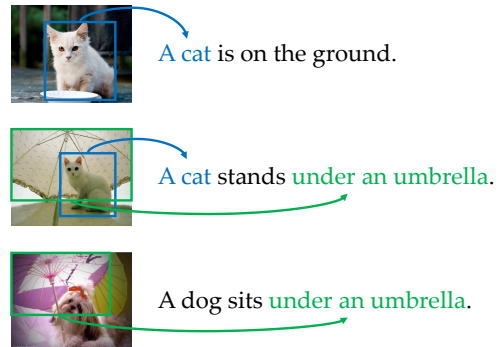 A cat is on the ground.
A cat stands under an umbrella.
A dog sits under an umbrella.